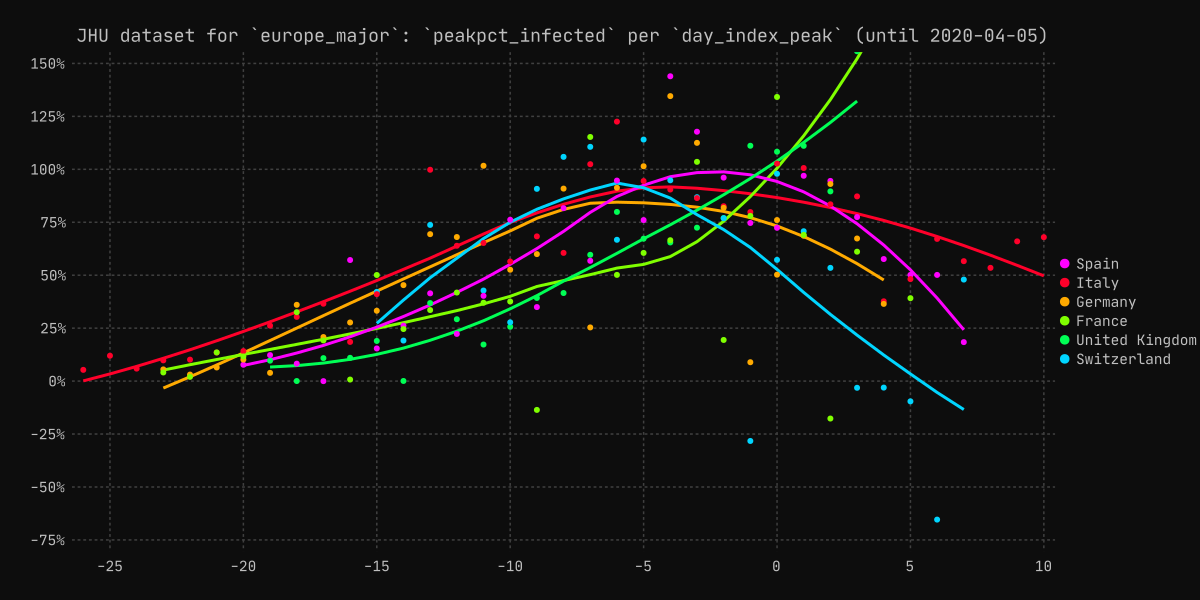 JHU dataset for `europe_major`: `peakpct_infected` per `day_index_peak` (until 2020-04-05)
150%
125%
100%
75%
50%
25%
0%
−25%
−50%
−75%
−25
−20
−15
−10
−5
0
5
10
Spain
Italy
Germany
France
United Kingdom
Switzerland